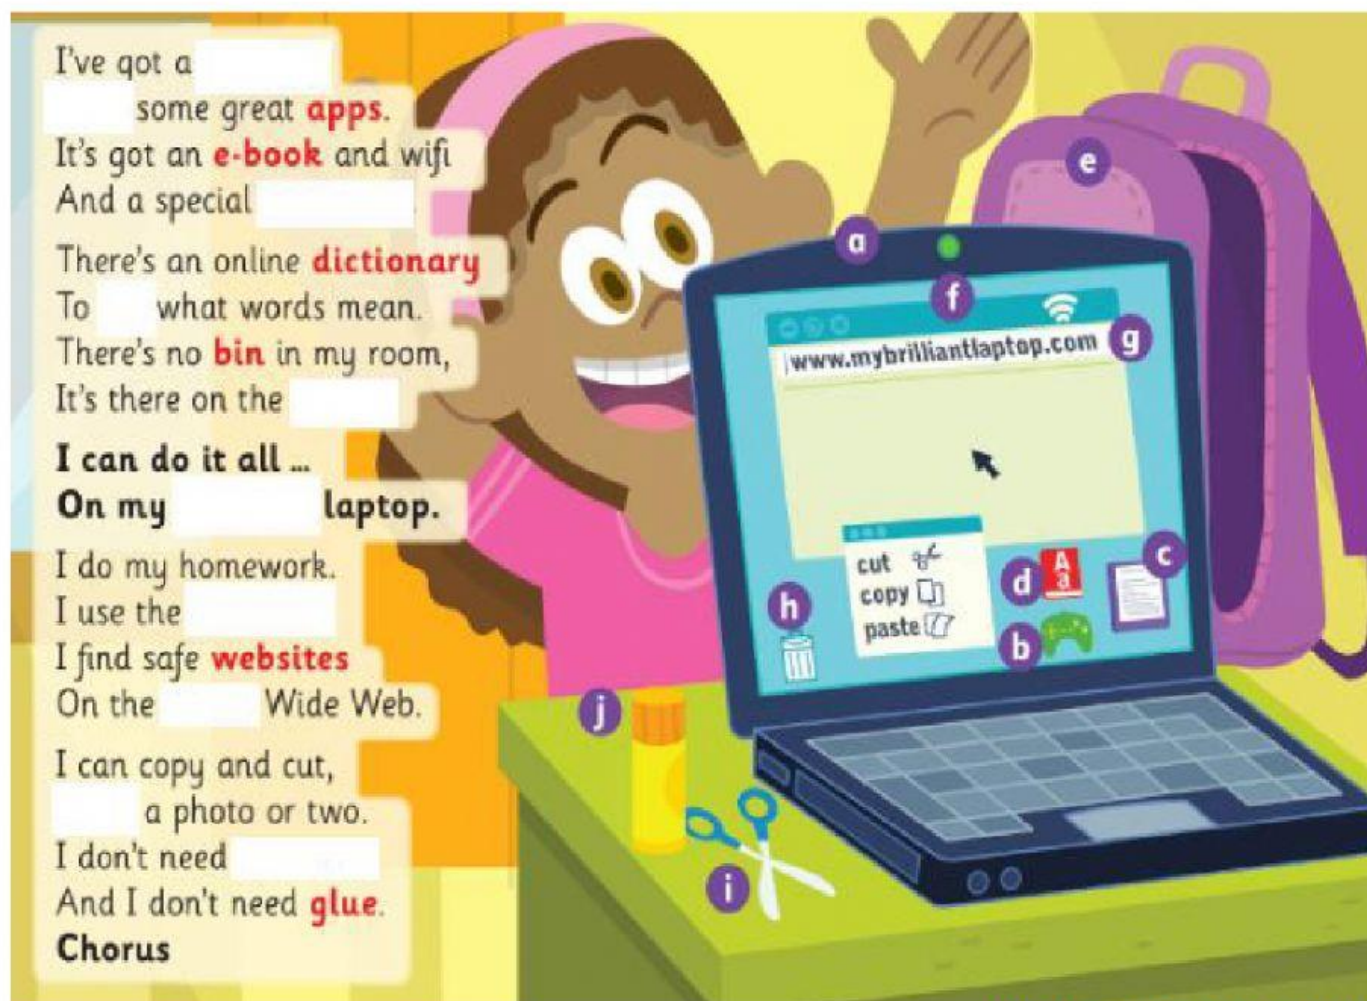 I've got a
some great apps.
It's got an e-book and wifi
And a special .
There's an online dictionary
To what words mean.
There's no bin in my room,
It's there on the
I can do it all ...
On my laptop.
I do my homework.
I use the
I find safe websites
On the Wide Web.
I can copy and cut,
a photo or two.
I don't need
And I don't need glue.
Chorus
e
a
f
www.mybrilliantlaptop.com
g
cut
copy
paste
h
d
A
a
c
b
j
i